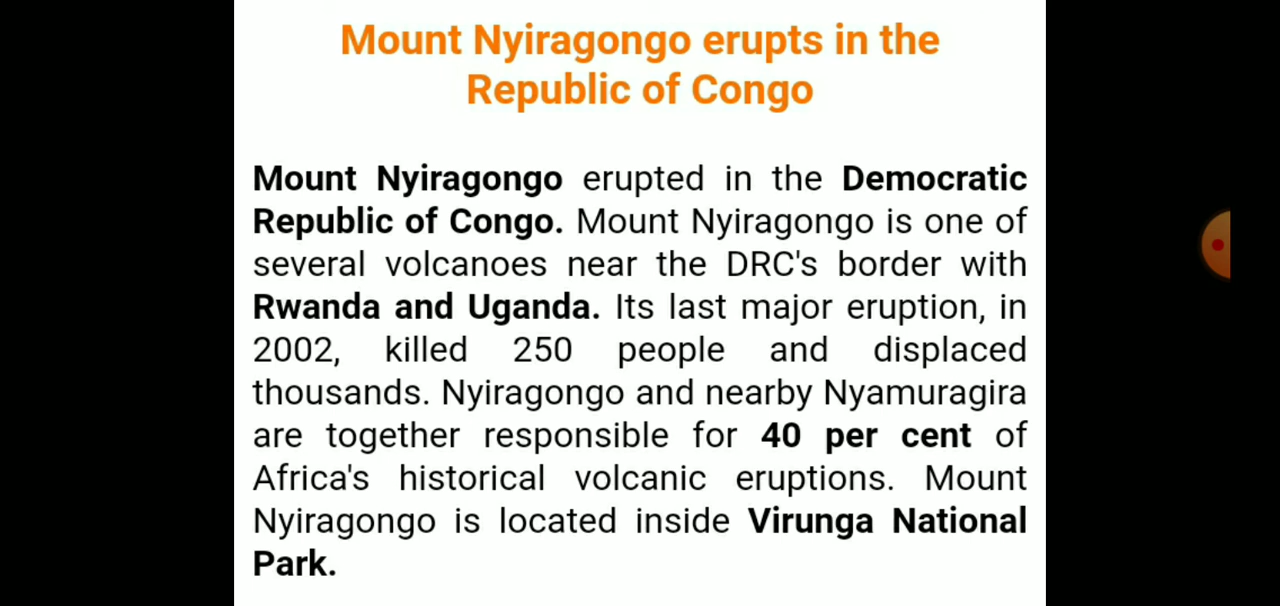 Mount Nyiragongo erupts in the
Republic of Congo
Mount Nyiragongo erupted in the Democratic
Republic of Congo. Mount Nyiragongo is one of
several volcanoes near the DRC's border with
Rwanda and Uganda. Its last major eruption, in
2002, killed 250 people and displaced
thousands. Nyiragongo and nearby Nyamuragira
are together responsible for 40 per cent of
Africa's historical volcanic eruptions. Mount
Nyiragongo is located inside Virunga National
Park.